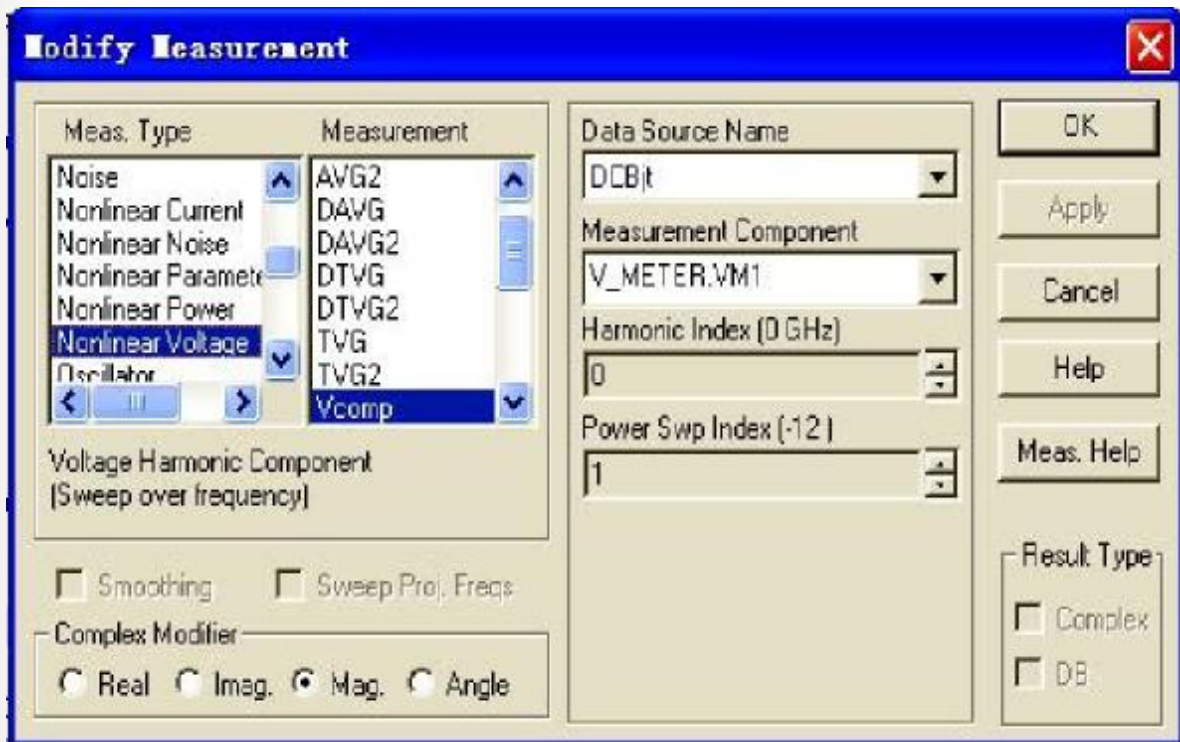 Modify Measurement
Meas. Type
Measurement
Noise
Nonlinear Current
Nonlinear Noise
Nonlinear Paramete
Nonlinear Power
Nonlinear Voltage
Oscillator
AVG2
DAVG
DAVG2
DTVG
DTVG2
TVG
TVG2
Vcomp
Voltage Harmonic Component
(Sweep over frequency)
Smoothing
Sweep Proj. Freqs
Complex Modifier
Real
Imag.
Mag.
Angle
Data Source Name
DCBjt
Measurement Component
V_METER.VM1
Harmonic Index (0 GHz)
0
Power Swp Index (-12 )
1
OK
Apply
Cancel
Help
Meas. Help
Result Type
Complex
DB